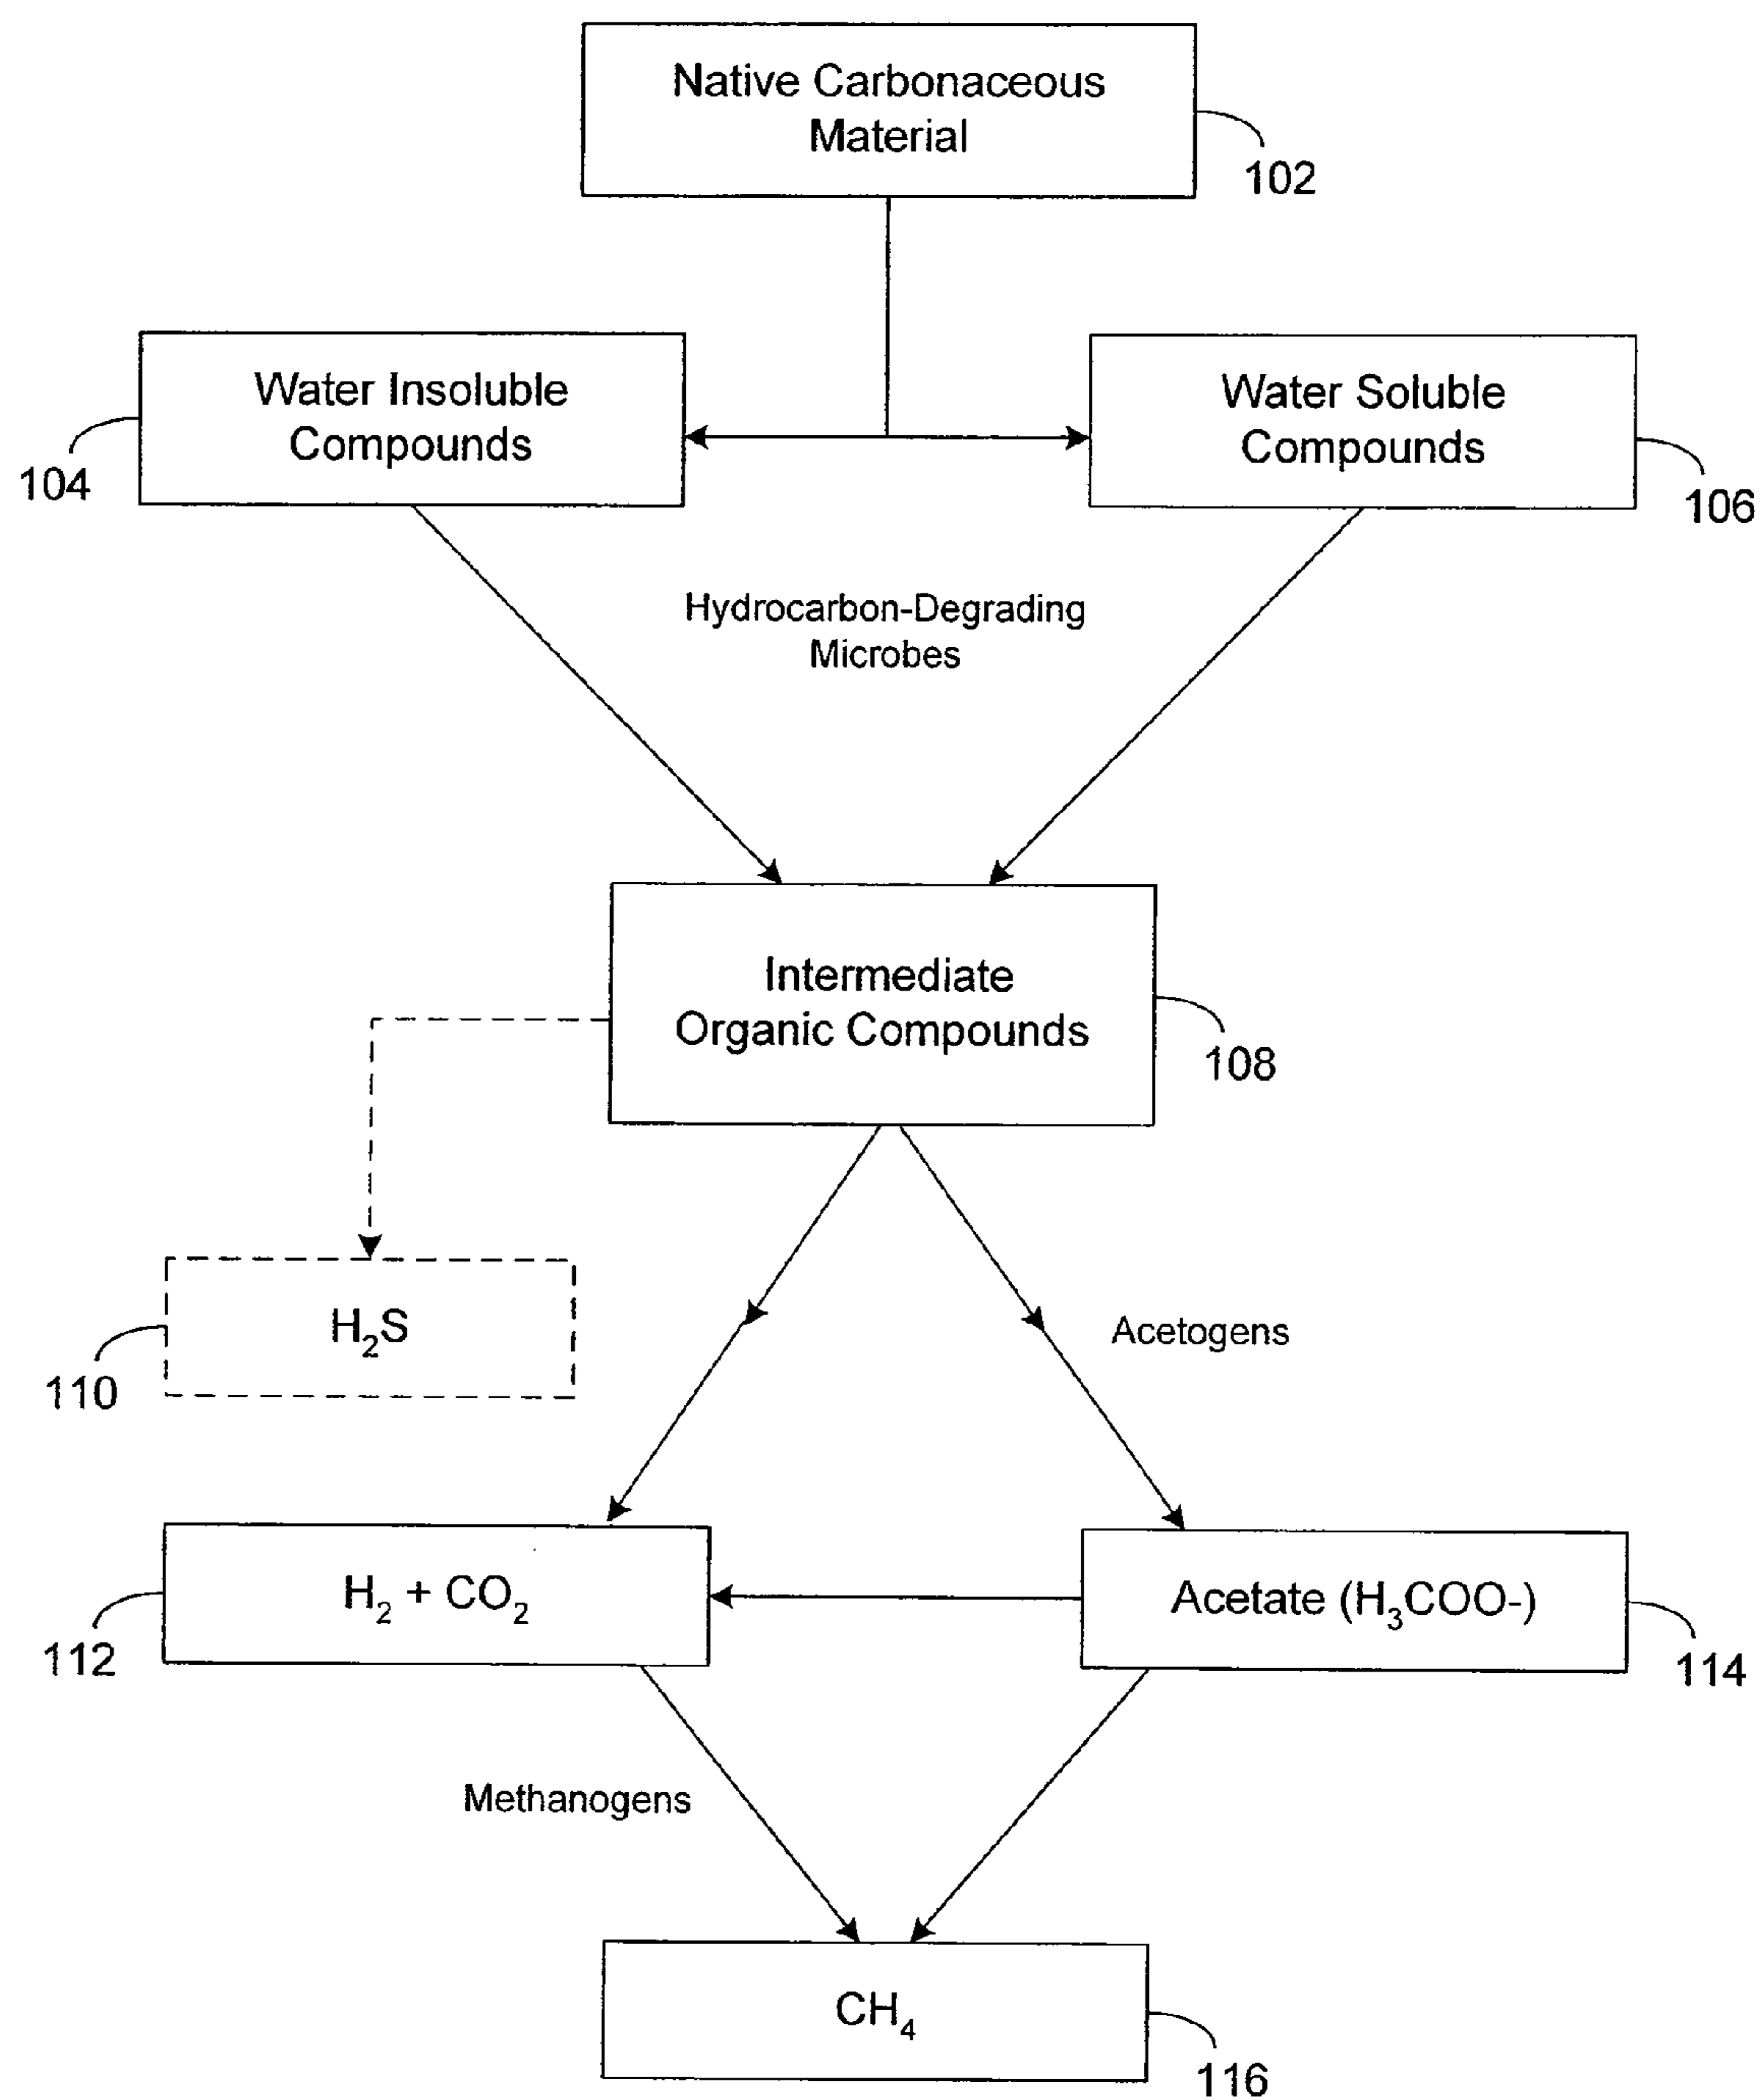 Native Carbonaceous
Material
102
Water Insoluble
Compounds
104
Water Soluble
Compounds
106
Hydrocarbon-Degrading
Microbes
Intermediate
Organic Compounds
108
H₂S
110
Acetogens
H₂ + CO₂
112
Acetate (H₃COO-)
114
Methanogens
CH₄
116